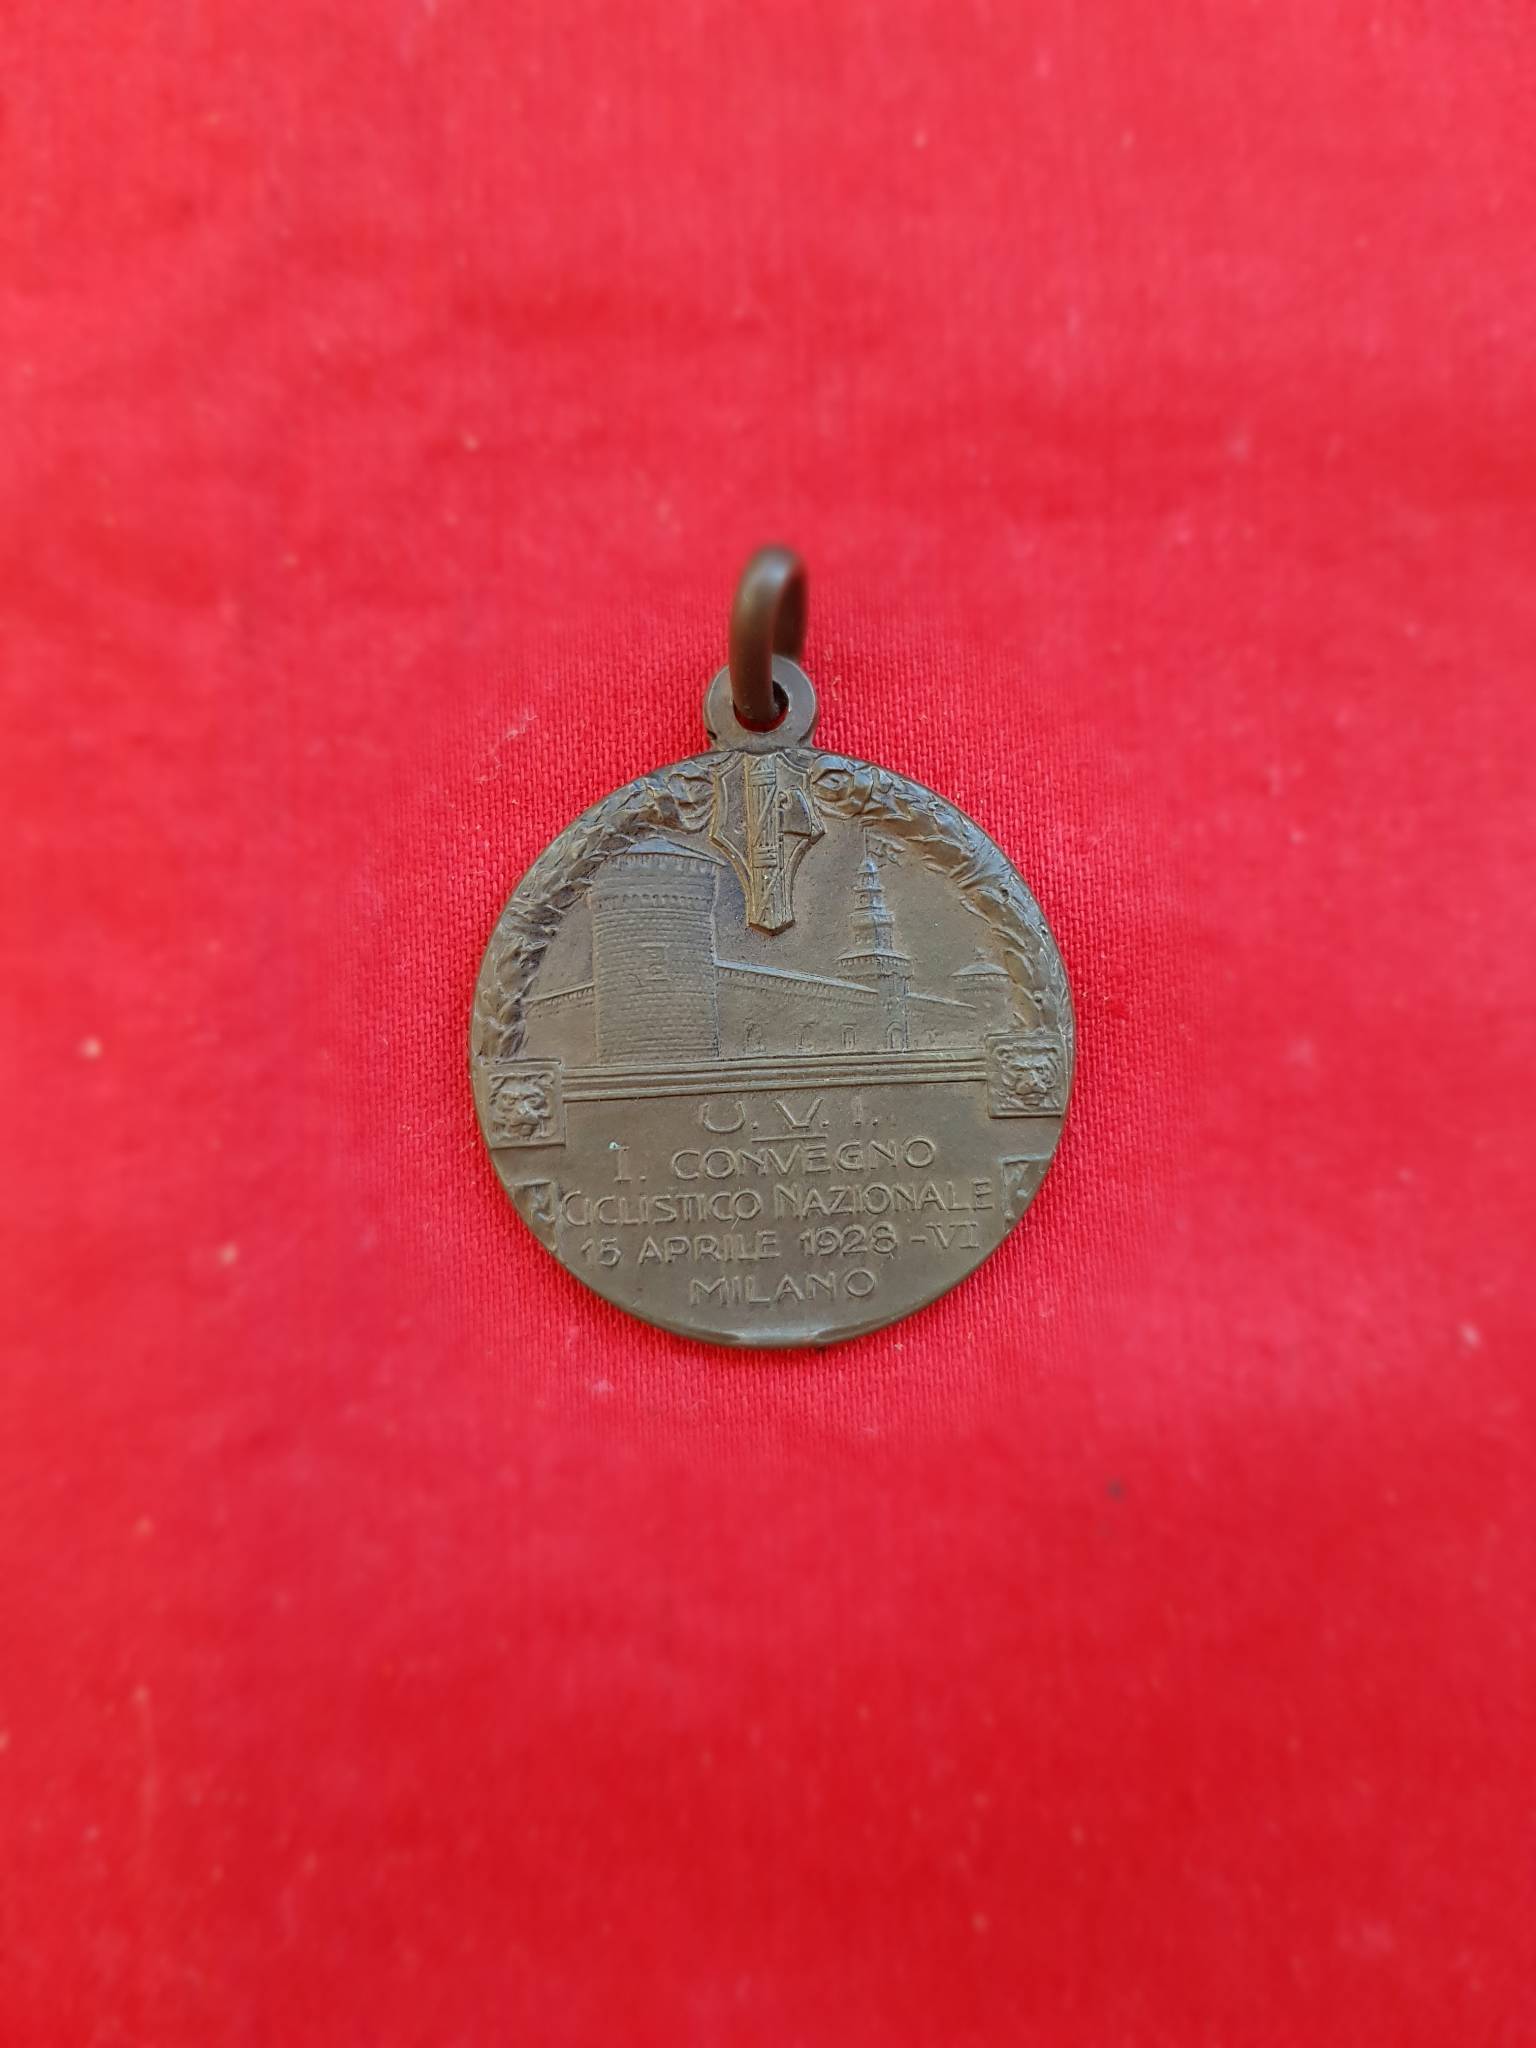 U. V. I.
I. CONVEGNO
CICLISTICO NAZIONALE
15 APRILE 1928 - VI
MILANO